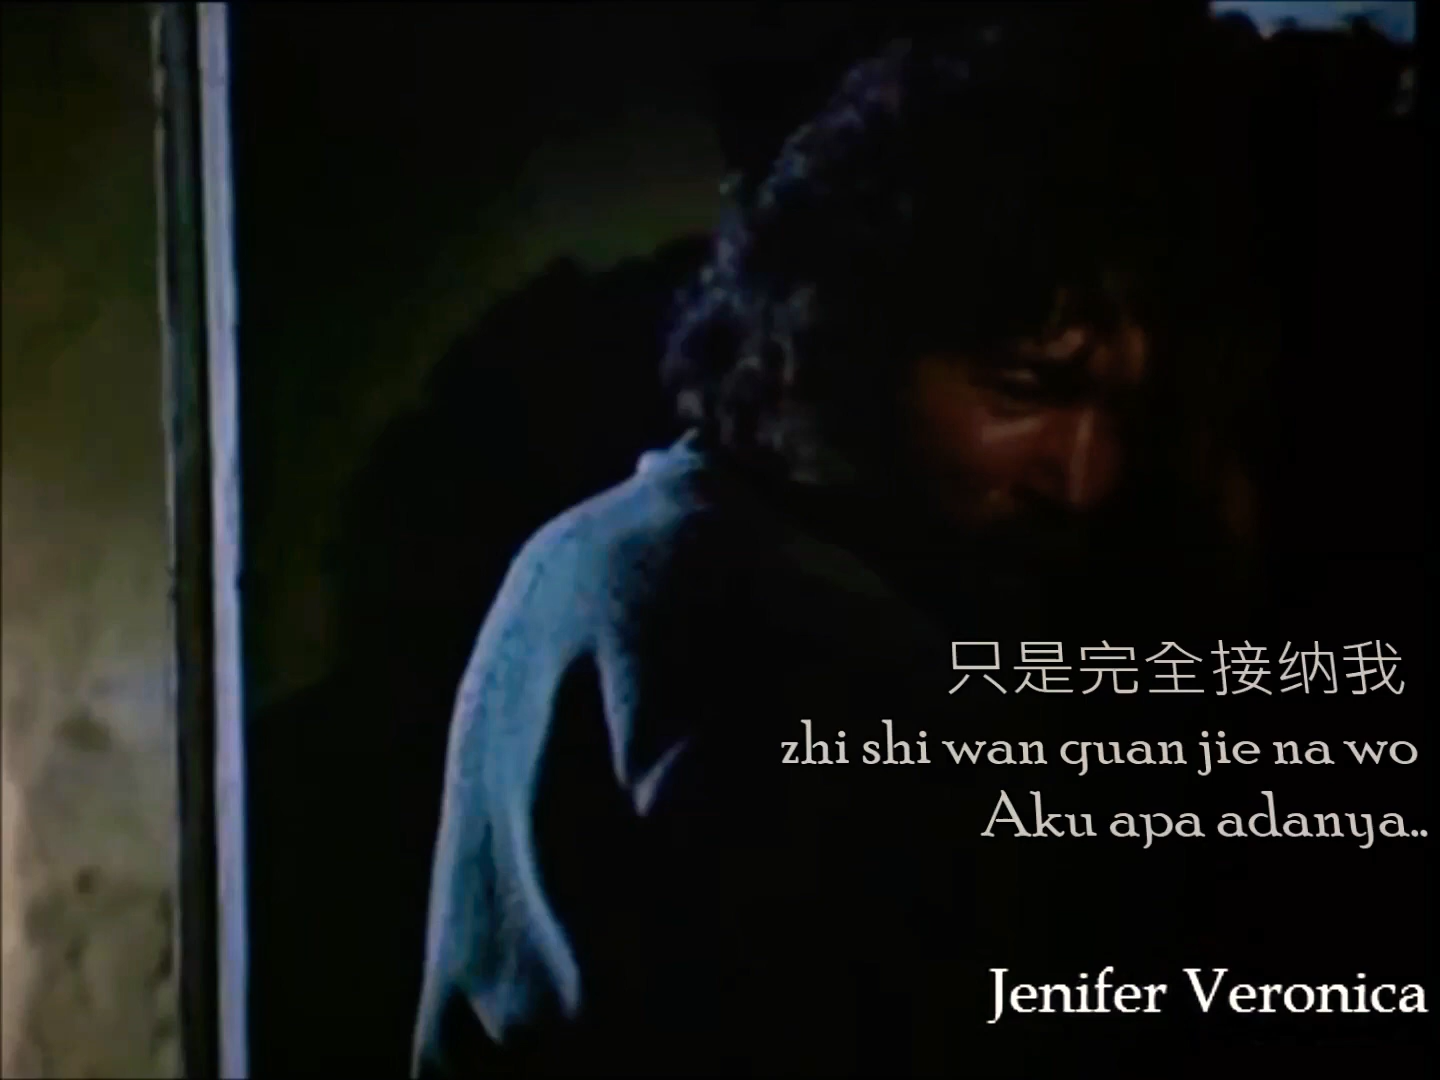 只是完全接纳我
zhi shi wan quan jie na wo
Aku apa adanya..
Jenifer Veronica